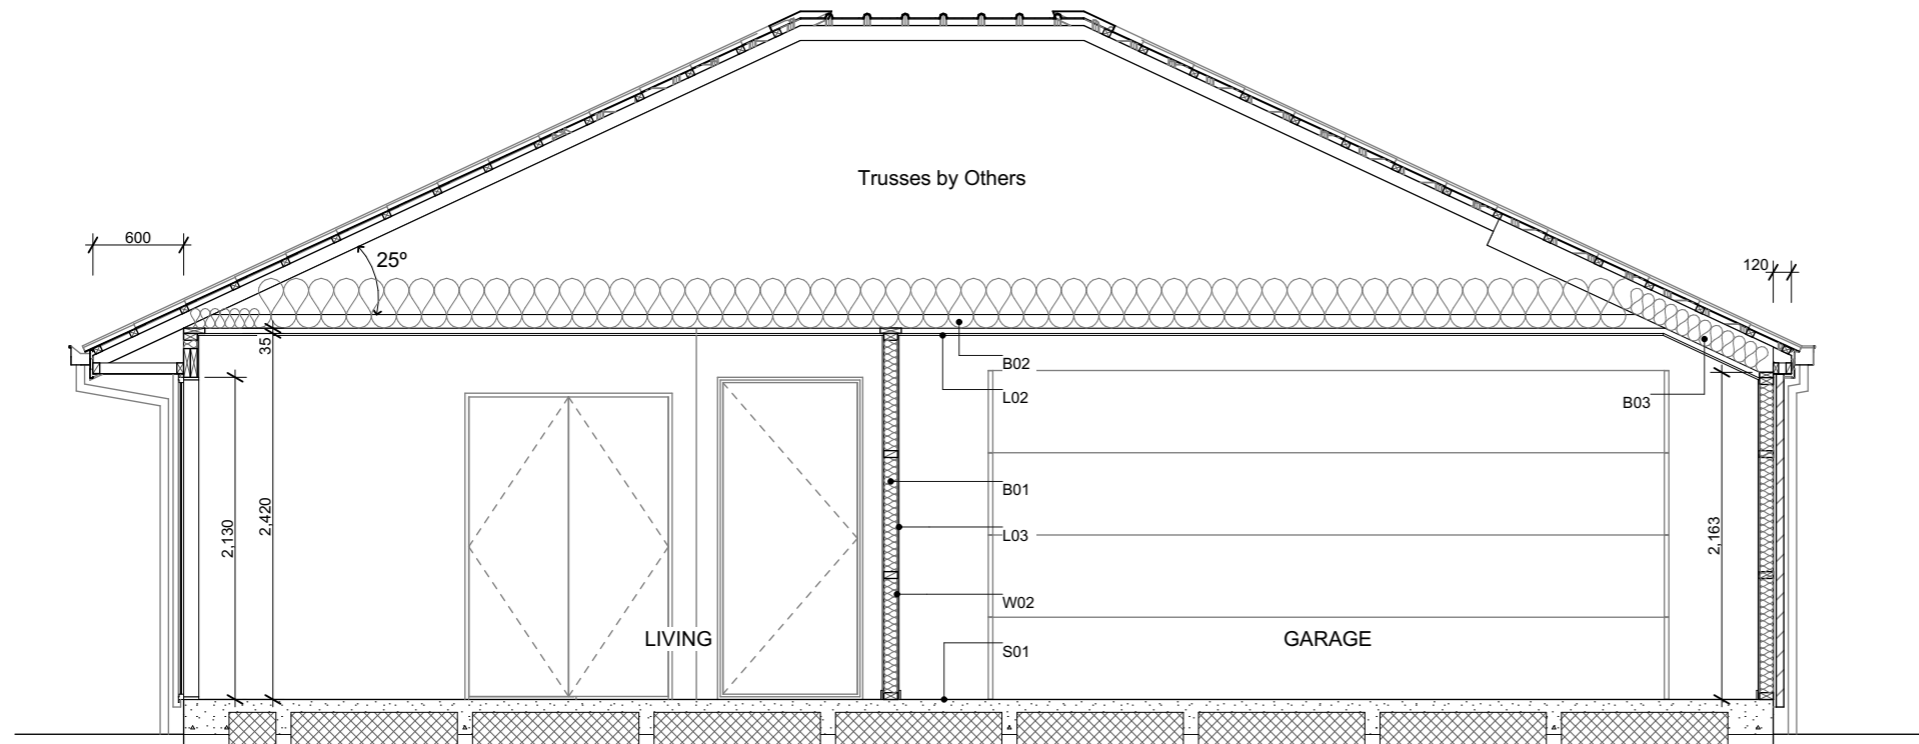 Trusses by Others
600
25º
120
35
B02
L02
B03
2,130
2,420
B01
L03
2,163
W02
LIVING
GARAGE
S01